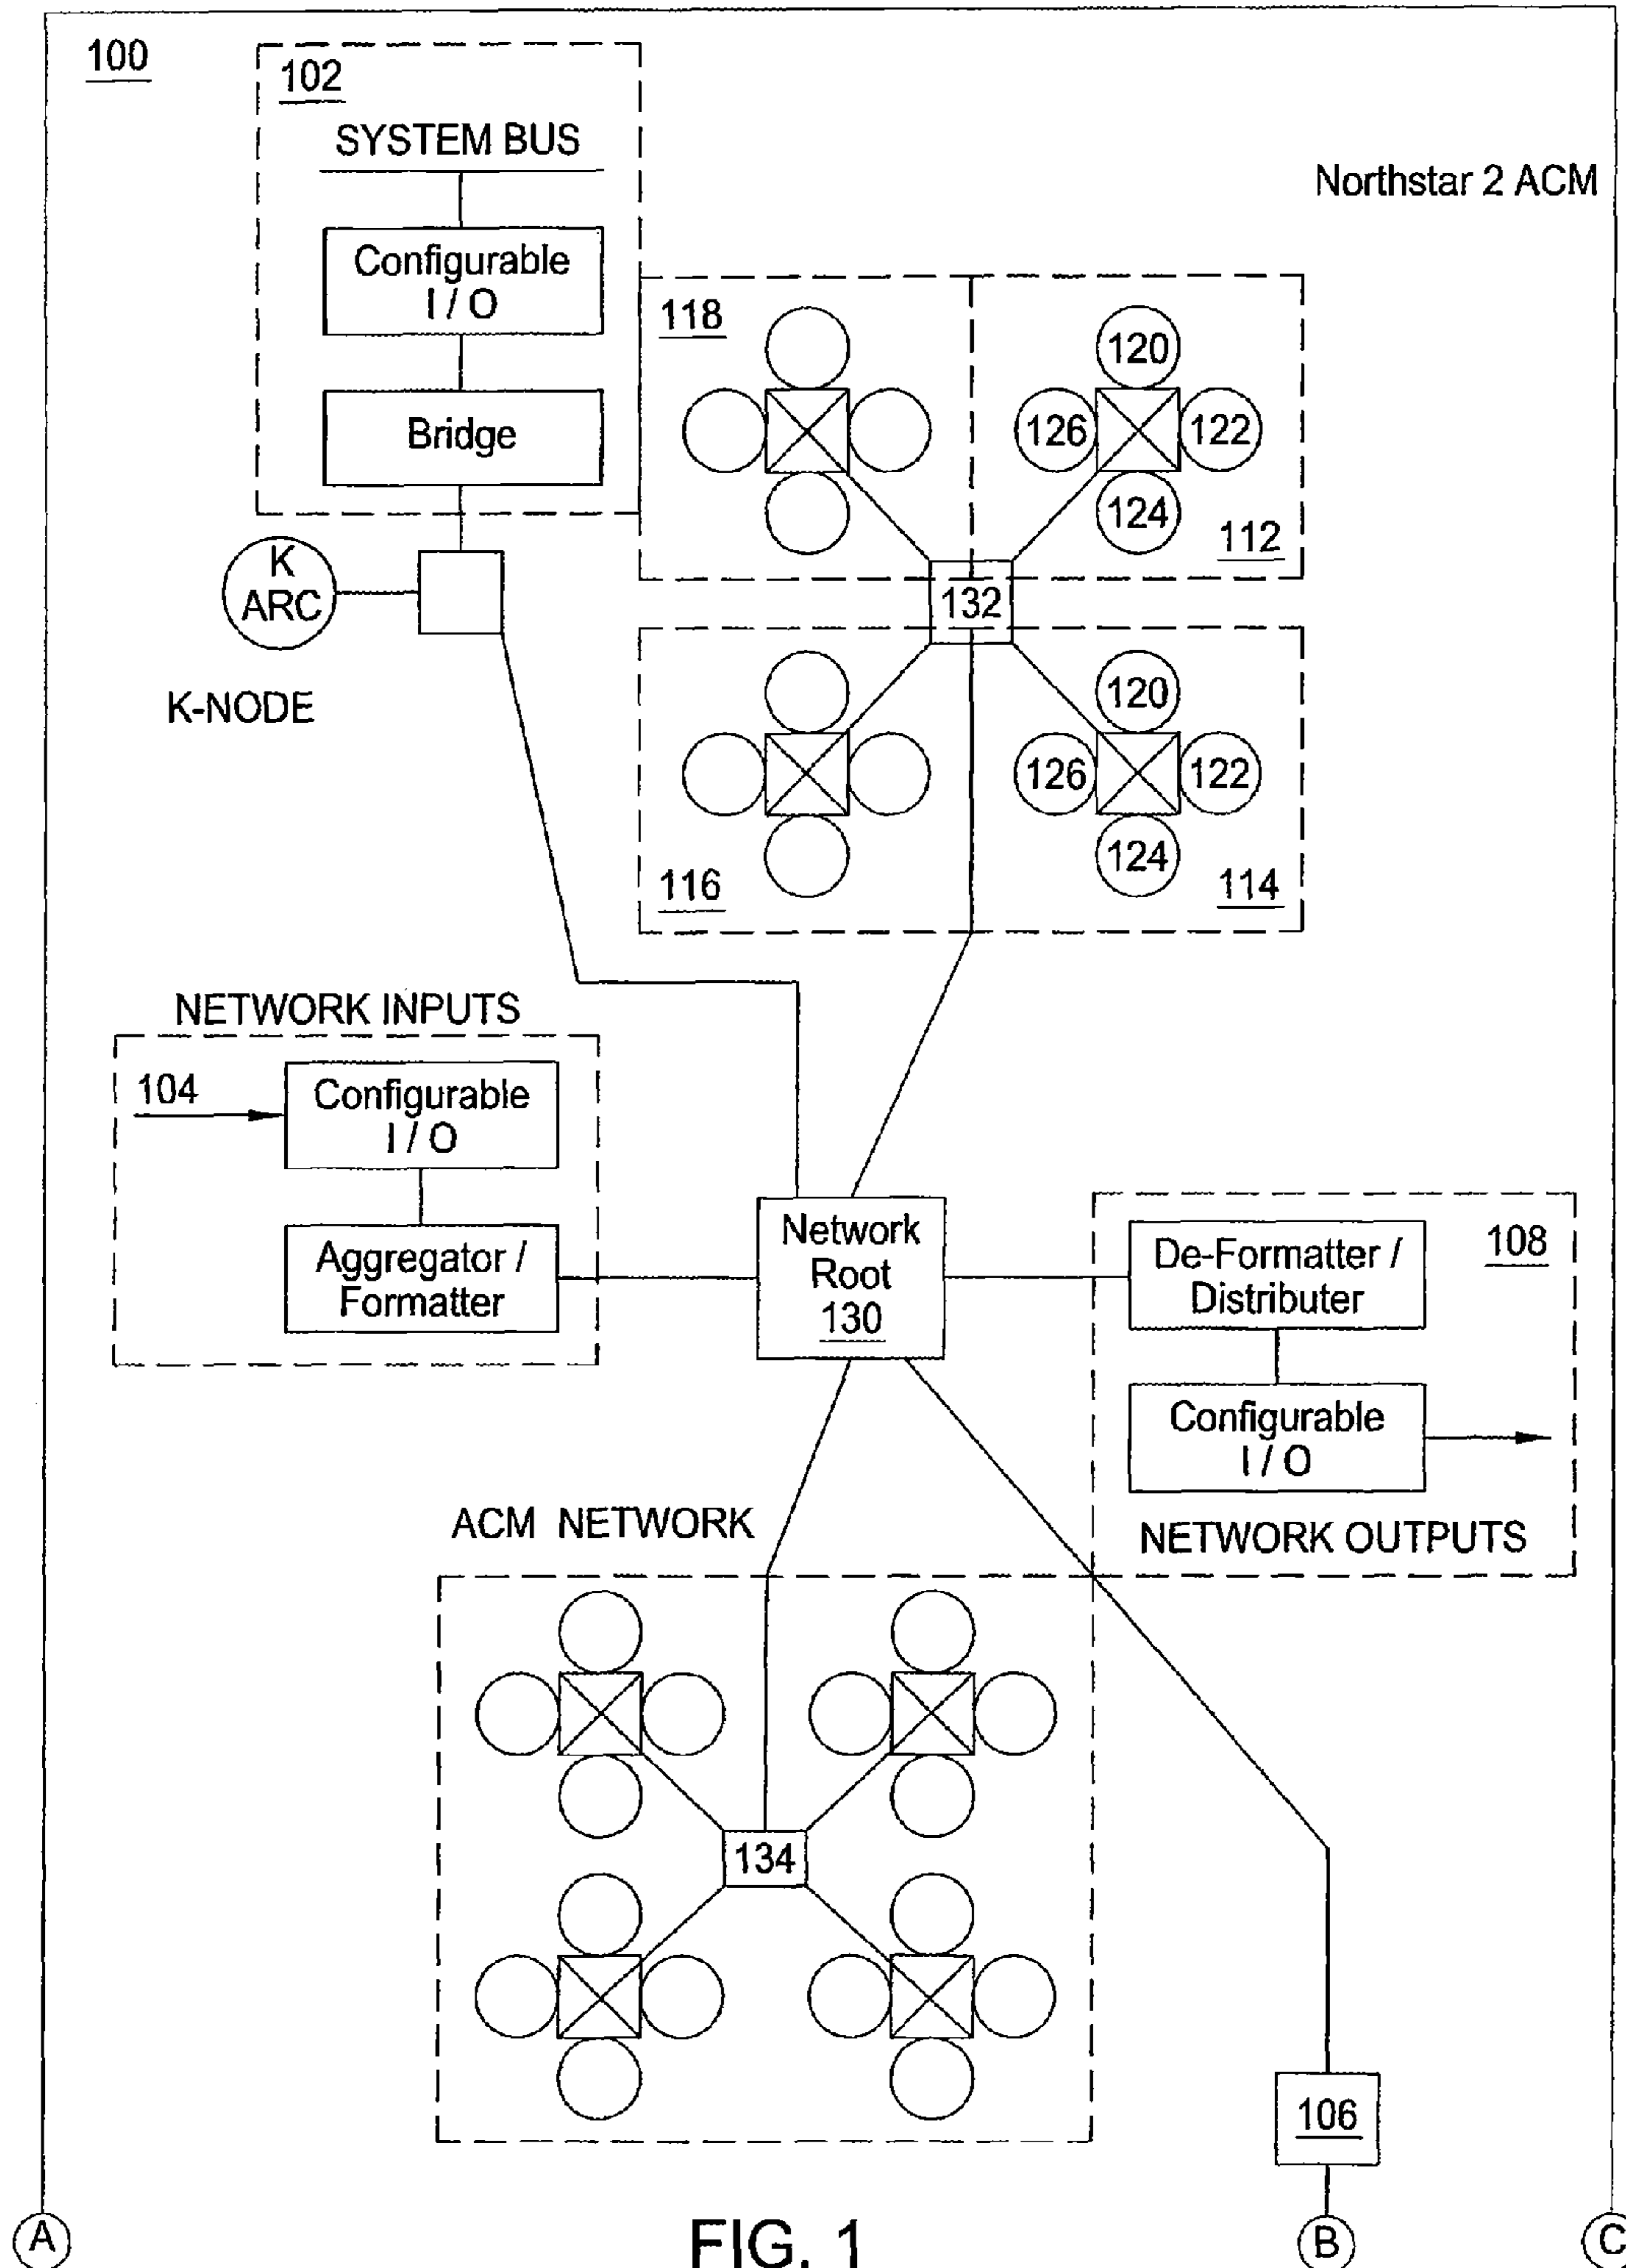 100
102
SYSTEM BUS
Northstar 2 ACM
Configurable
I / O
Bridge
118
120
126
122
124
112
K
ARC
132
K-NODE
120
126
122
124
116
114
NETWORK INPUTS
104
Configurable
I / O
Aggregator /
Formatter
Network
Root
130
De-Formatter /
Distributer
108
Configurable
I / O
NETWORK OUTPUTS
ACM NETWORK
134
106
A
FIG. 1
B
C